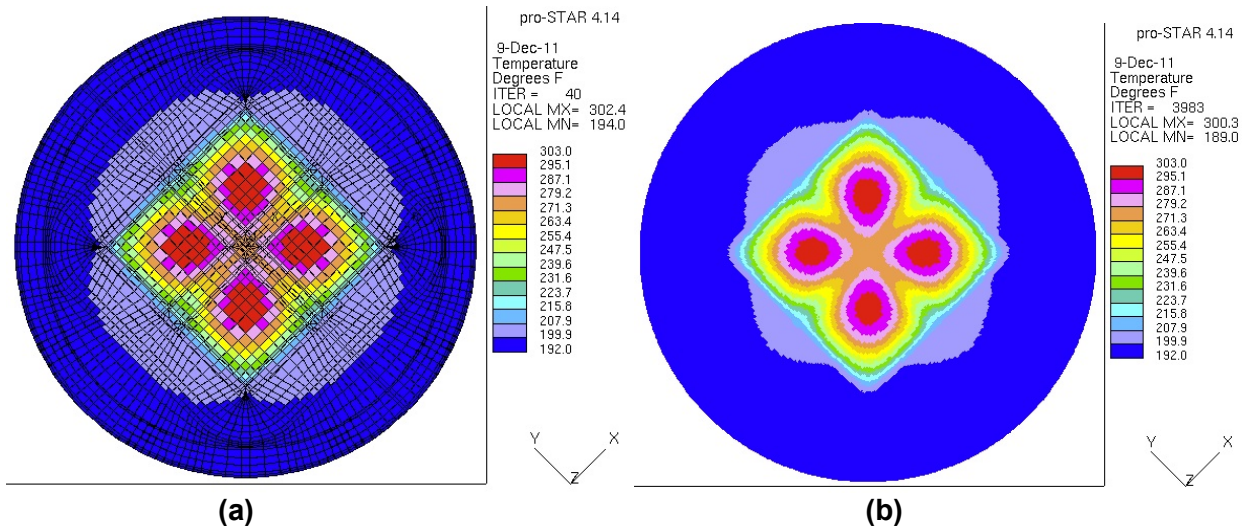 pro-STAR 4.14
9-Dec-11
Temperature
Degrees F
ITER = 40
LOCAL MX= 302.4
LOCAL MN= 194.0
303.0
295.1
287.1
279.2
271.3
263.4
255.4
247.5
239.6
231.6
223.7
215.8
207.9
199.9
192.0
Y
X
Z
(a)
pro-STAR 4.14
9-Dec-11
Temperature
Degrees F
ITER = 3983
LOCAL MX= 300.3
LOCAL MN= 189.0
303.0
295.1
287.1
279.2
271.3
263.4
255.4
247.5
239.6
231.6
223.7
215.8
207.9
199.9
192.0
Y
X
Z
(b)